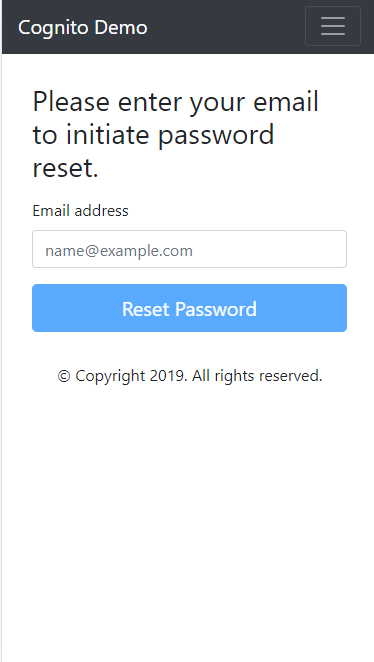 Cognito Demo
Please enter your email
to initiate password
reset.
Email address
name@example.com
Reset Password
© Copyright 2019. All rights reserved.